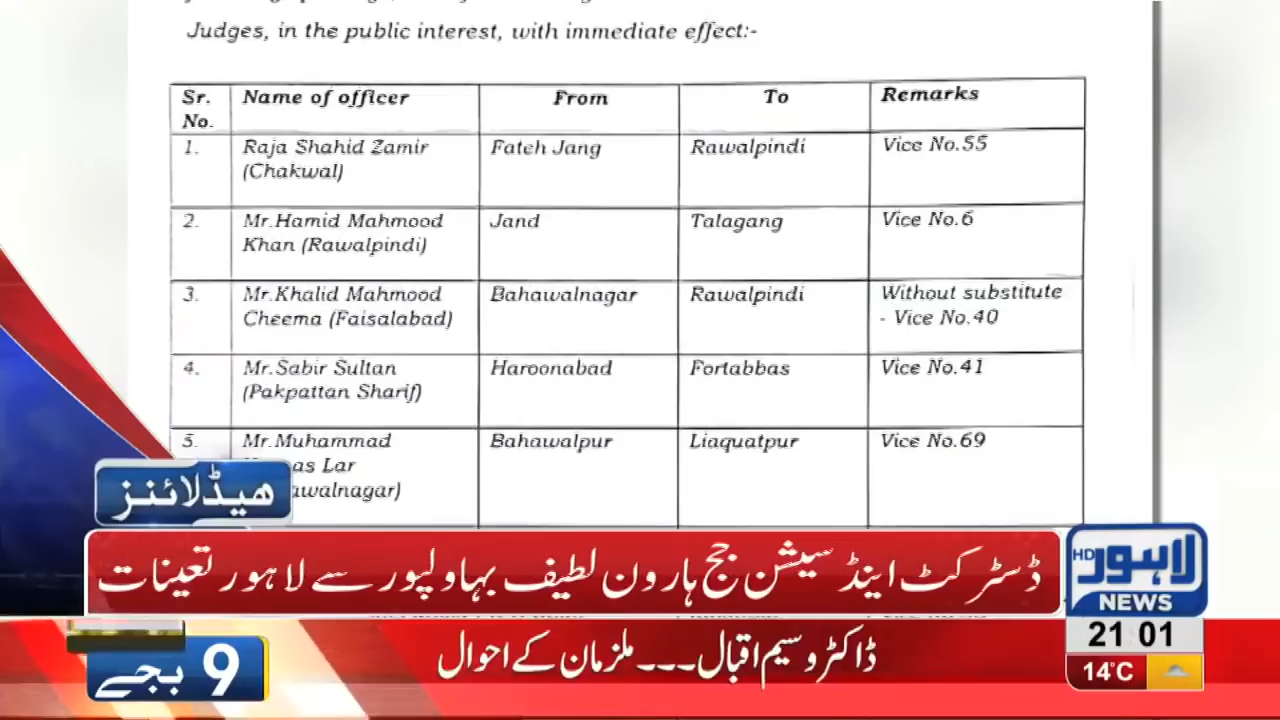 Judges, in the public interest, with immediate effect:-
Sr. No. Name of officer From To Remarks
1. Raja Shahid Zamir (Chakwal) Fateh Jang Rawalpindi Vice No.55
2. Mr.Hamid Mahmood Khan (Rawalpindi) Jand Talagang Vice No.6
3. Mr.Khalid Mahmood Cheema (Faisalabad) Bahawalnagar Rawalpindi Without substitute - Vice No.40
4. Mr.Sabir Sultan (Pakpattan Sharif) Haroonabad Fortabbas Vice No.41
5. Mr.Muhammad Lar Bahawalpur Liaquatpur Vice No.69
ھیڈلائنز
ڈسٹرکٹ اینڈ سیشن جج ہارون لطیف بہاولپور سے لاہور تعینات
HD لاہور
NEWS
21 01
14°C
ڈاکٹر وسیم اقبال ۔۔۔ ملزمان کے احوال
9 بجے